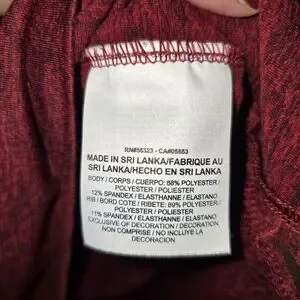 RN#56323 - CA#05553
MADE IN SRI LANKA/FABRIQUE AU
SRI LANKA/HECHO EN SRI LANKA
BODY / CORPS / CUERPO: 88% POLYESTER /
POLYESTER / POLIESTER
12% SPANDEX / ELASTHANNE / ELASTANO
RIB / BORD COTE / RIBETE: 89% POLYESTER /
POLYESTER / POLIESTER
11% SPANDEX / ELASTHANNE / ELASTANO
EXCLUSIVE OF DECORATION / DECORATION
NON COMPRISE / NO INCLUYE LA
DECORACION